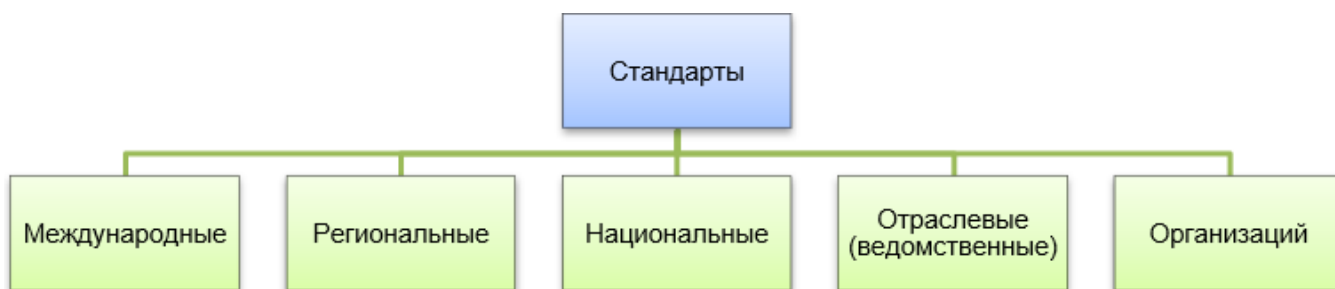 Стандарты
Международные
Региональные
Национальные
Отраслевые
(ведомственные)
Организаций